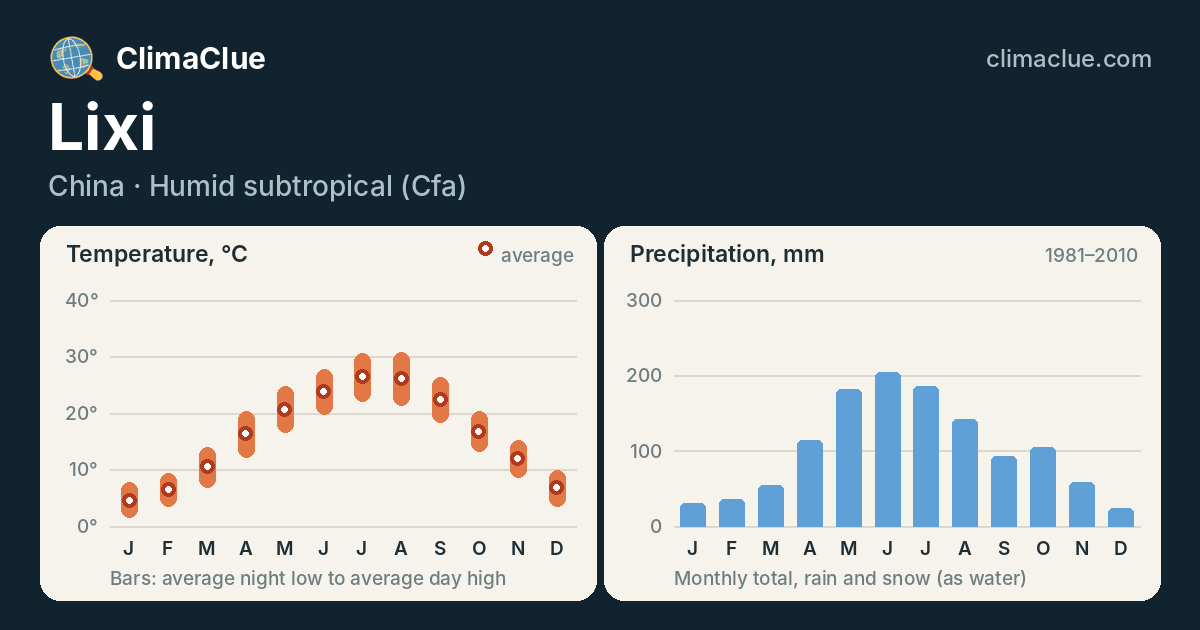 ClimaClue
climaclue.com
Lixi
China · Humid subtropical (Cfa)
Temperature, °C
average
40°
30°
20°
10°
0°
J F M A M J J A S O N D
Bars: average night low to average day high
Precipitation, mm
1981–2010
300
200
100
0
J F M A M J J A S O N D
Monthly total, rain and snow (as water)